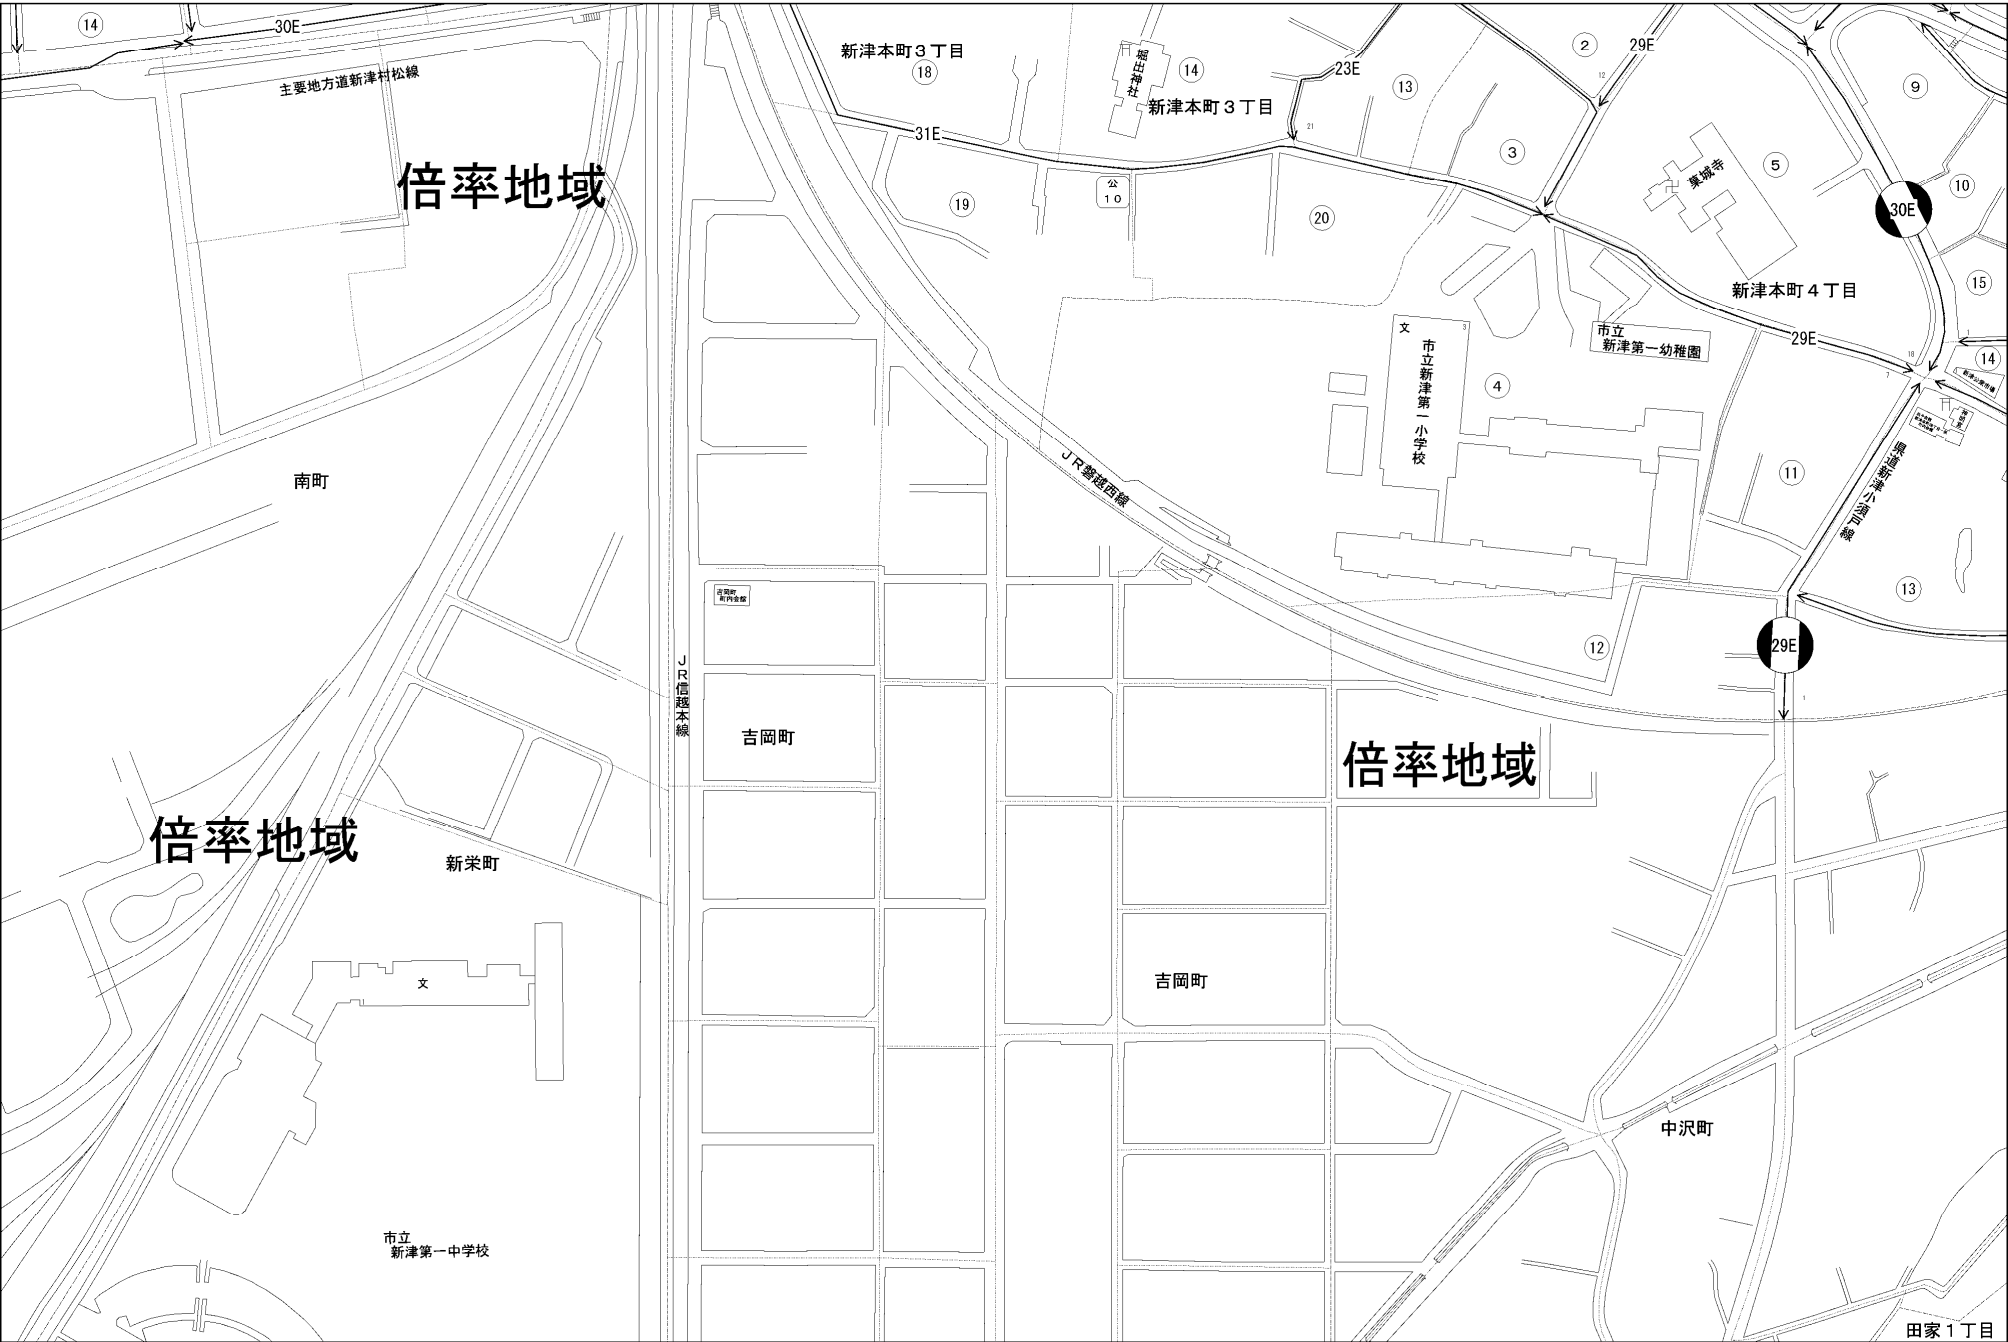 14
30E
主要地方道新津村松線
倍率地域
新津本町３丁目
18
31E
堀出神社
14
新津本町３丁目
23E
13
21
2
29E
12
3
5
9
10
30E
15
公
10
19
20
新津本町４丁目
29E
18
7
1
14
市立
新津第一幼稚園
文
3
市立新津第一小学校
4
11
県道新津小須戸線
13
29E
1
12
ＪＲ磐越西線
南町
吉岡町
町内会館
ＪＲ信越本線
吉岡町
倍率地域
倍率地域
新栄町
文
吉岡町
中沢町
市立
新津第一中学校
田家１丁目